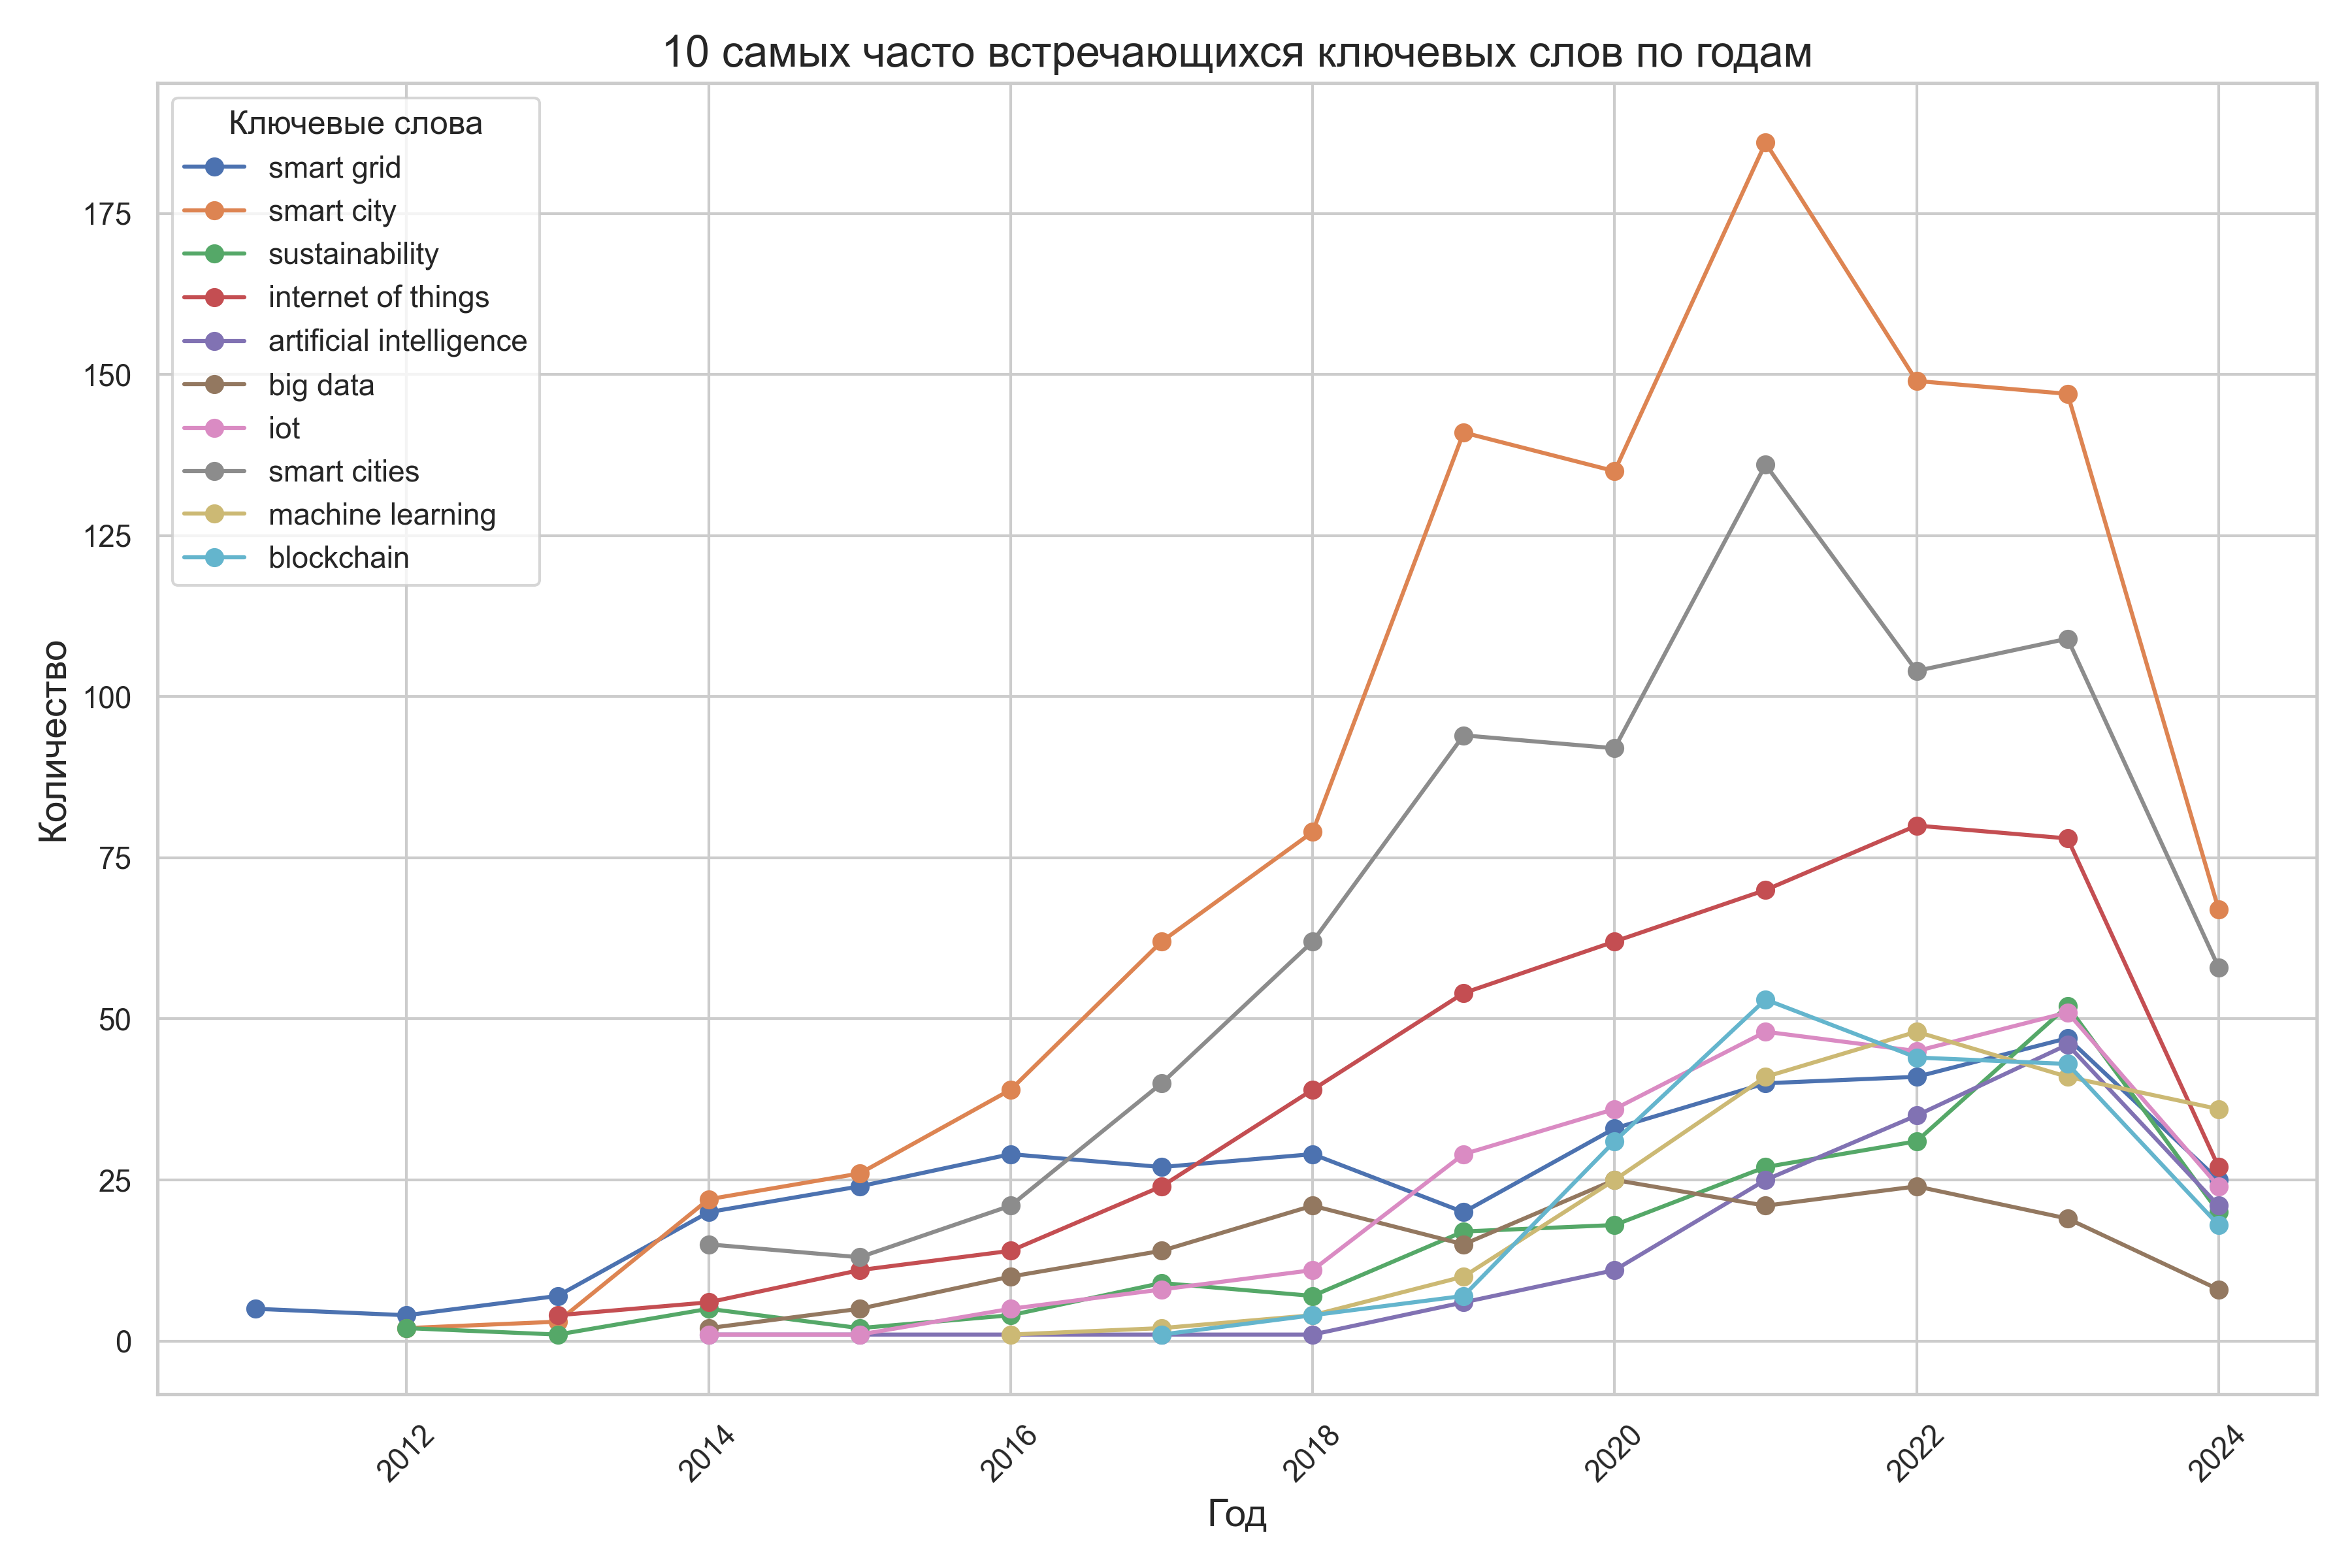 10 самых часто встречающихся ключевых слов по годам
Ключевые слова
smart grid
smart city
sustainability
internet of things
artificial intelligence
big data
iot
smart cities
machine learning
blockchain
Количество
175
150
125
100
75
50
25
0
2012
2014
2016
2018
2020
2022
2024
Год